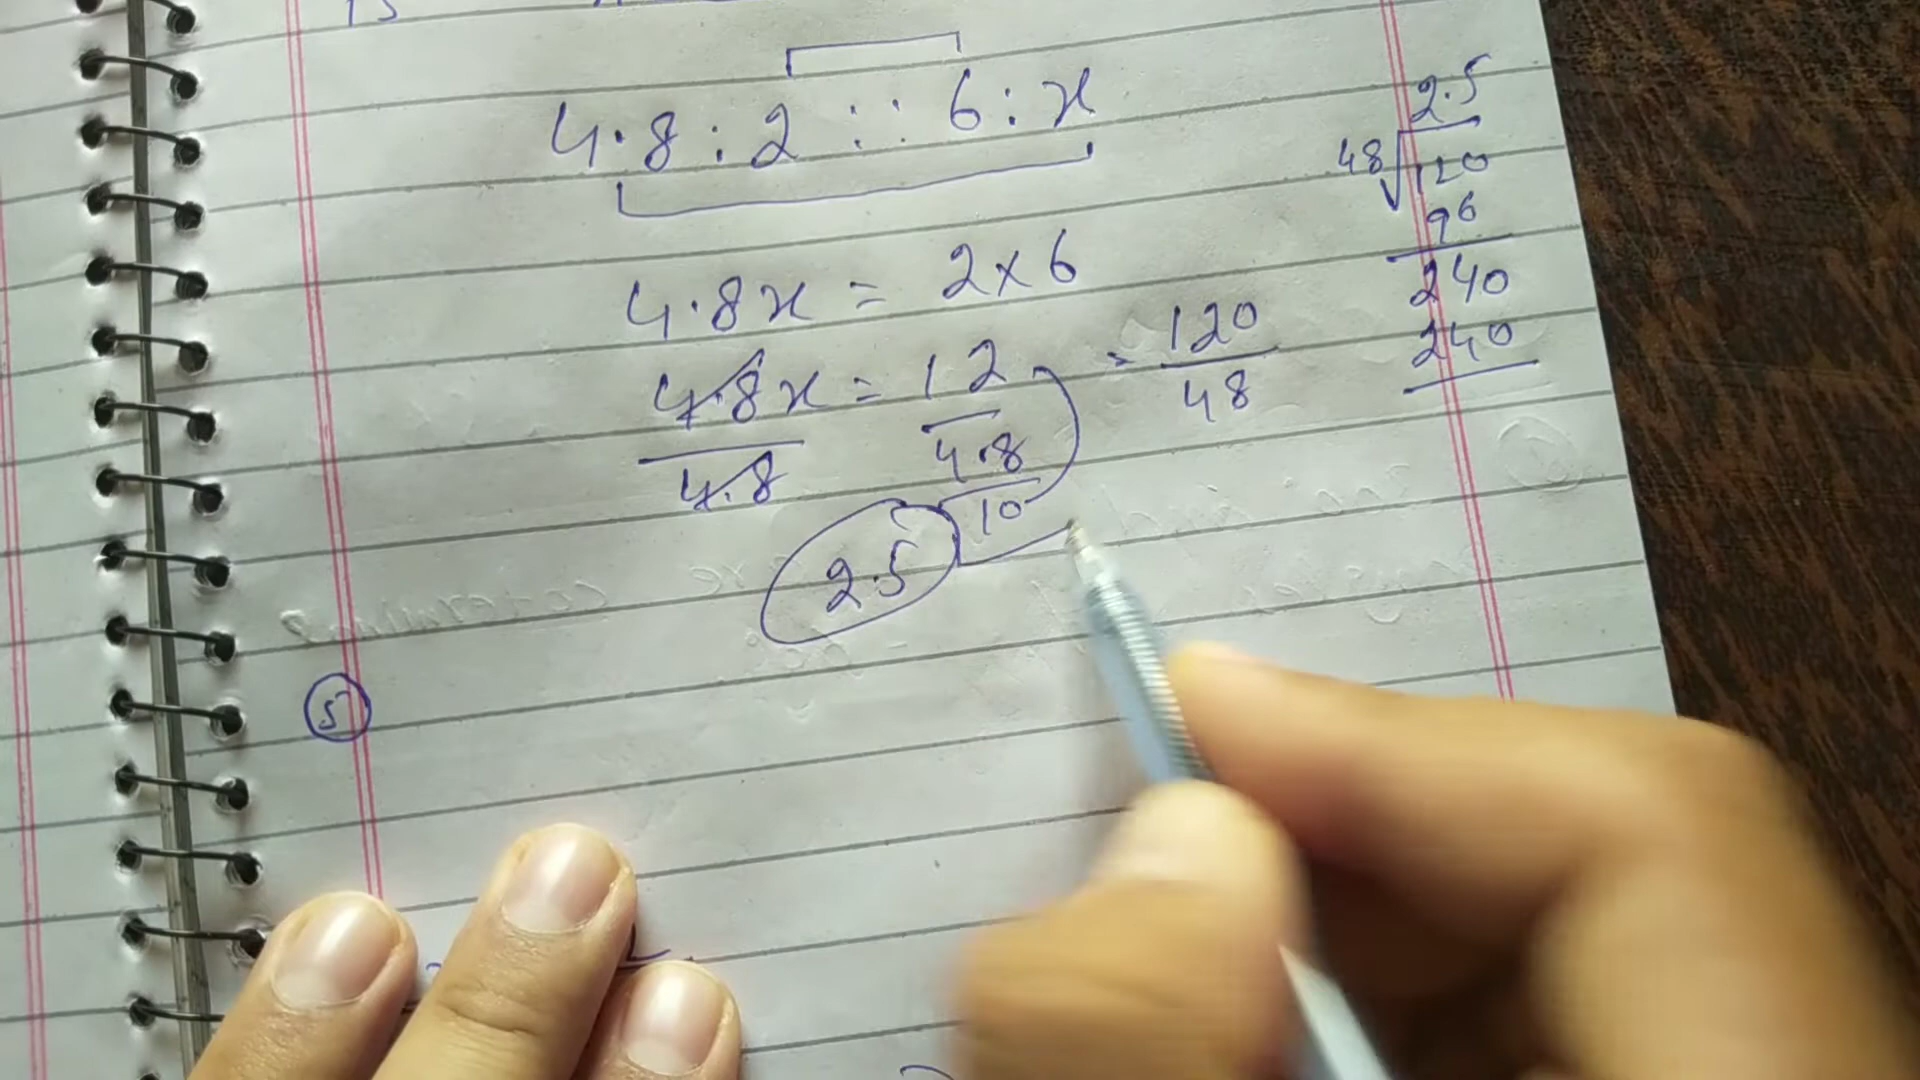 4.8 : 2 :: 6 : x
4.8x = 2 × 6
4.8x = 12 = 120
4.8 4.8 48
10
2.5
2.5
48 120
96
240
240
5